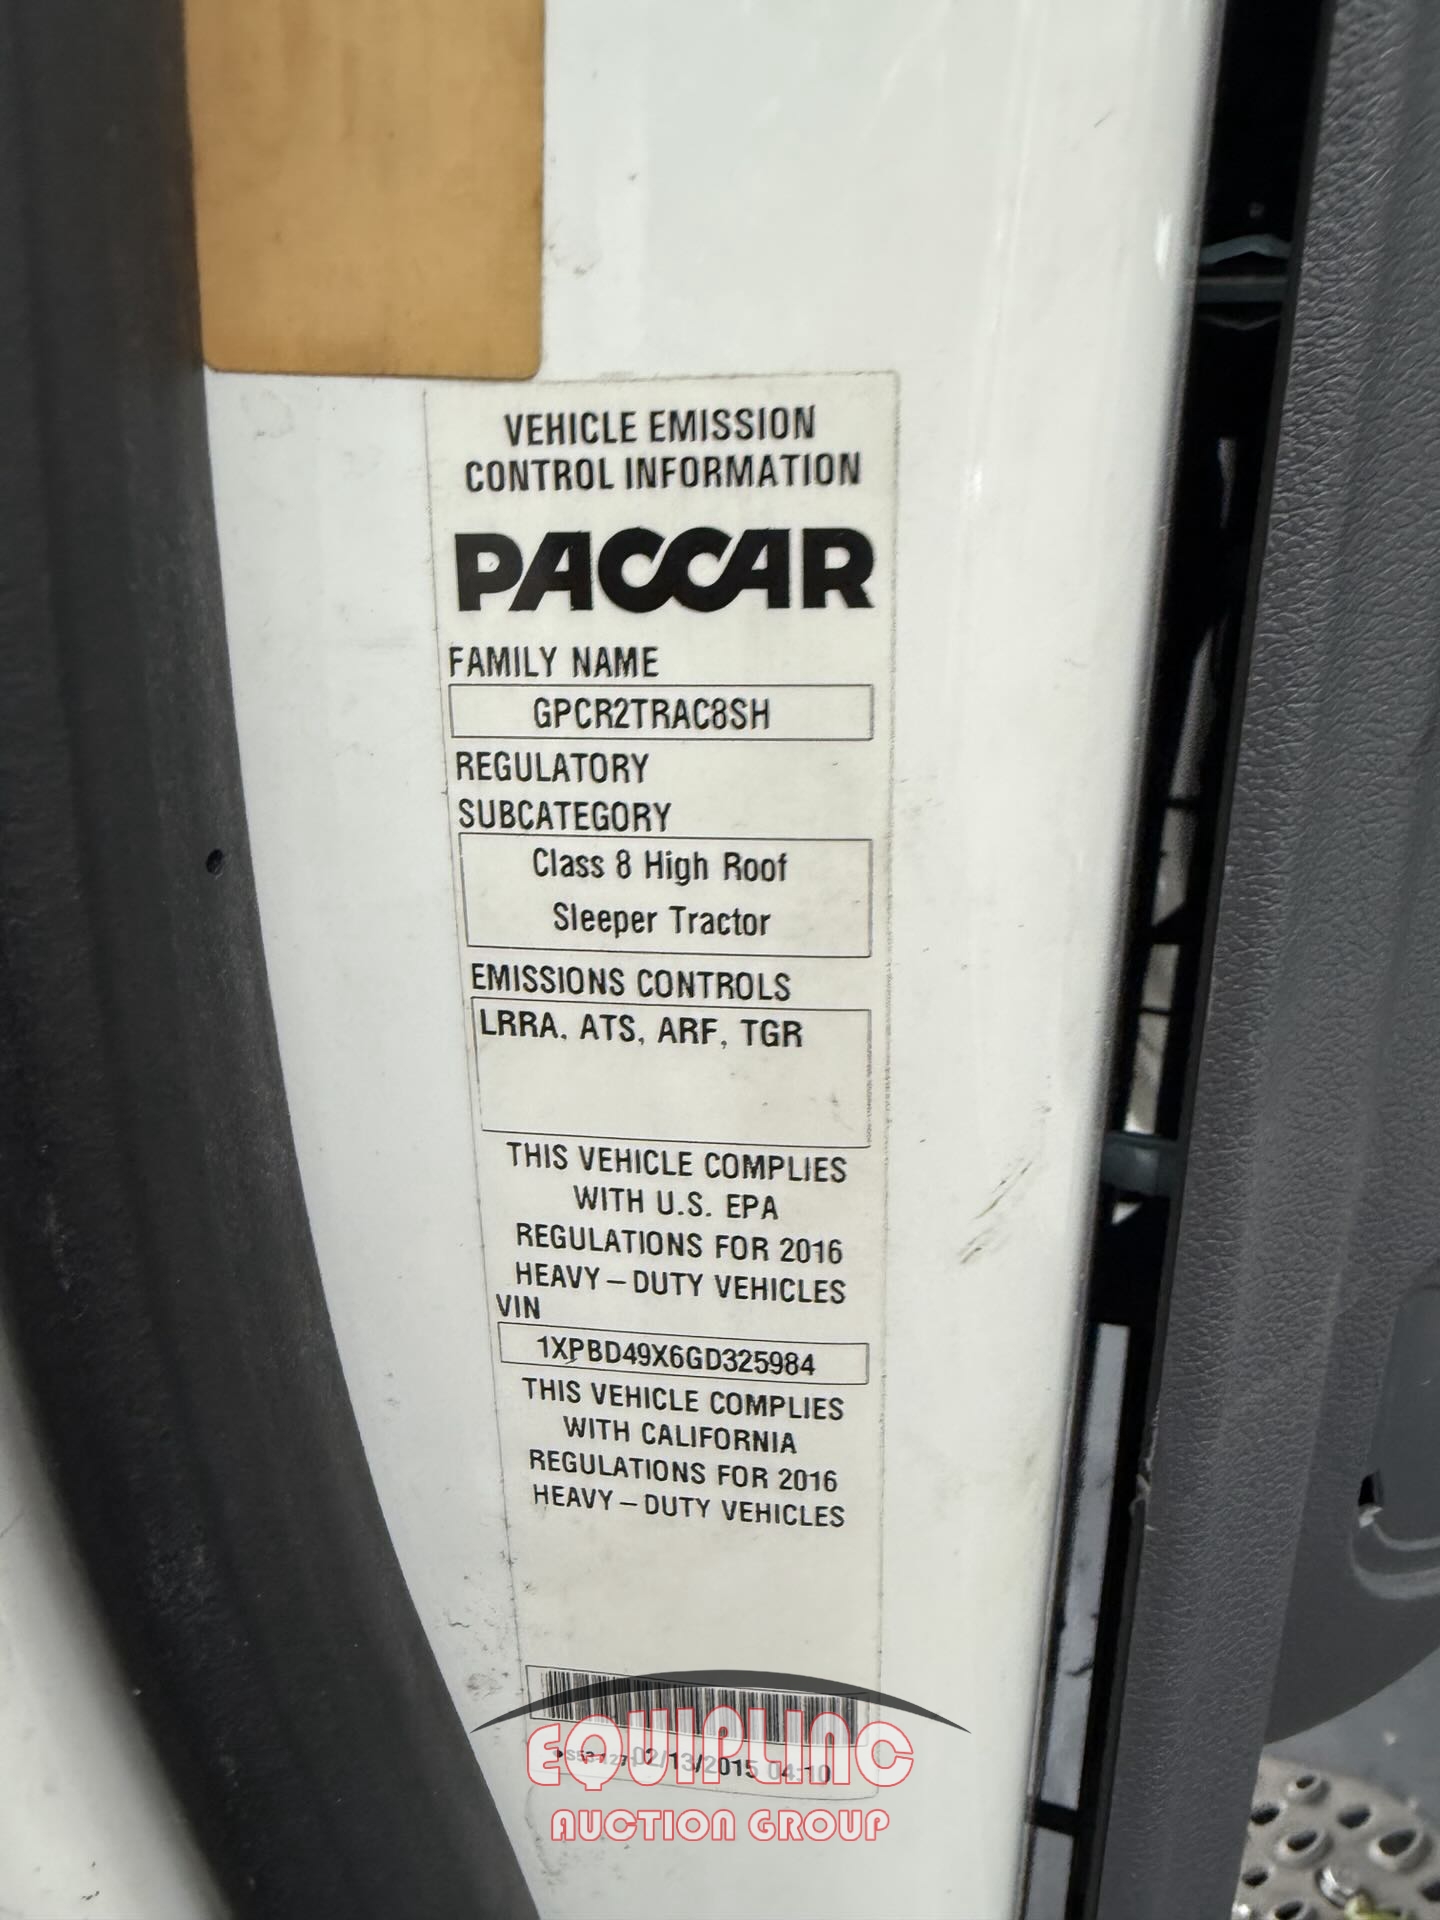 VEHICLE EMISSION
CONTROL INFORMATION
PACCAR
FAMILY NAME
GPCR2TRAC8SH
REGULATORY
SUBCATEGORY
Class 8 High Roof
Sleeper Tractor
EMISSIONS CONTROLS
LRRA, ATS, ARF, TGR
THIS VEHICLE COMPLIES
WITH U.S. EPA
REGULATIONS FOR 2016
HEAVY-DUTY VEHICLES
VIN
1XPBD49X6GD325984
THIS VEHICLE COMPLIES
WITH CALIFORNIA
REGULATIONS FOR 2016
HEAVY-DUTY VEHICLES
02/13/2015 04:10
EQUIPLINC
AUCTION GROUP